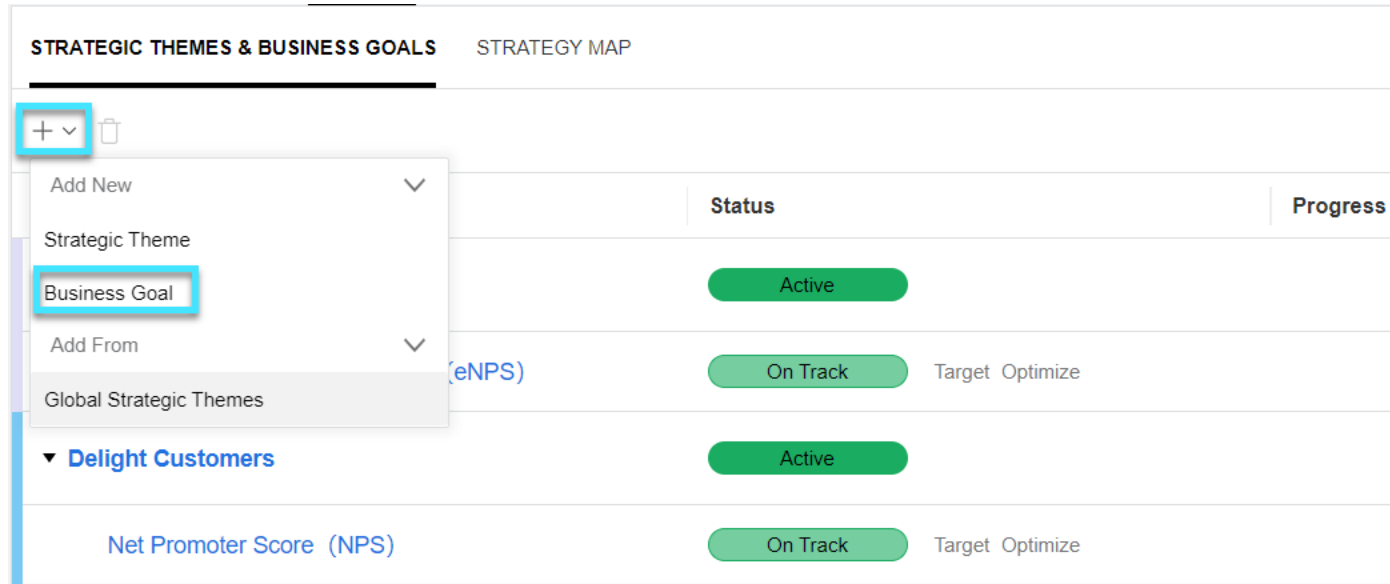 STRATEGIC THEMES & BUSINESS GOALS STRATEGY MAP
Add New
Status Progress
Strategic Theme
Active
Business Goal
Add From
(eNPS) On Track Target Optimize
Global Strategic Themes
Delight Customers Active
Net Promoter Score (NPS) On Track Target Optimize